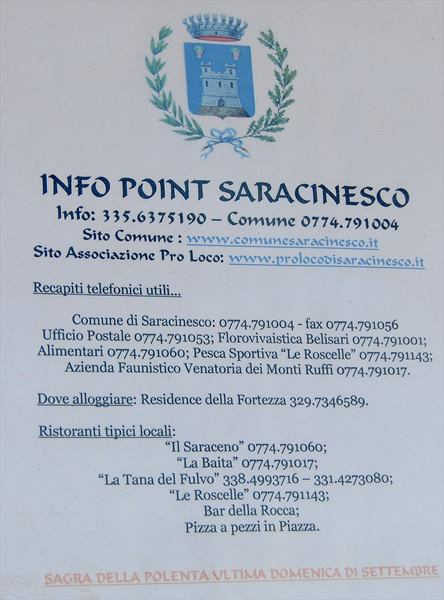 INFO POINT SARACINESCO
Info: 335.6375190 – Comune 0774.791004
Sito Comune : www.comunesaracinesco.it
Sito Associazione Pro Loco: www.prolocodisaracinesco.it
Recapiti telefonici utili...
Comune di Saracinesco: 0774.791004 - fax 0774.791056
Ufficio Postale 0774.791053; Florovivaistica Belisari 0774.791001;
Alimentari 0774.791060; Pesca Sportiva “Le Roscelle” 0774.791143;
Azienda Faunistico Venatoria dei Monti Ruffi 0774.791017.
Dove alloggiare: Residence della Fortezza 329.7346589.
Ristoranti tipici locali:
“Il Saraceno” 0774.791060;
“La Baita” 0774.791017;
“La Tana del Fulvo” 338.4993716 – 331.4273080;
“Le Roscelle” 0774.791143;
Bar della Rocca;
Pizza a pezzi in Piazza.
SAGRA DELLA POLENTA ULTIMA DOMENICA DI SETTEMBRE